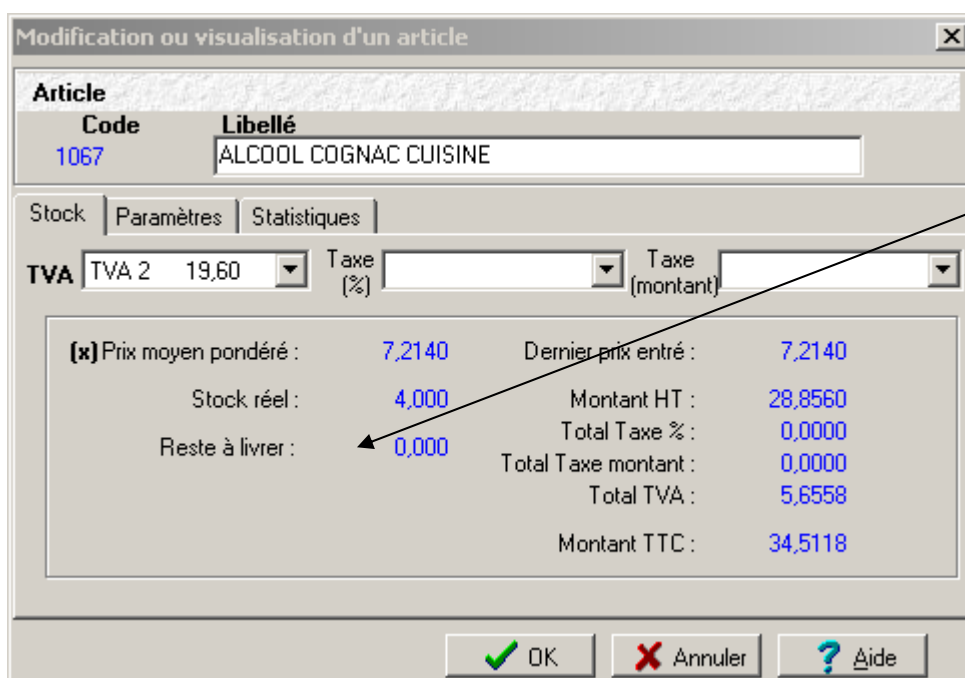 Modification ou visualisation d'un article
Article
Code Libellé
1067 ALCOOL COGNAC CUISINE
Stock Paramètres Statistiques
TVA TVA 2 19,60 Taxe (%) Taxe (montant)
(x) Prix moyen pondéré : 7,2140 Dernier prix entré : 7,2140
Stock réel : 4,000 Montant HT : 28,8560
Total Taxe % : 0,0000
Reste à livrer : 0,000
Total Taxe montant : 0,0000
Total TVA : 5,6558
Montant TTC : 34,5118
OK Annuler ? Aide